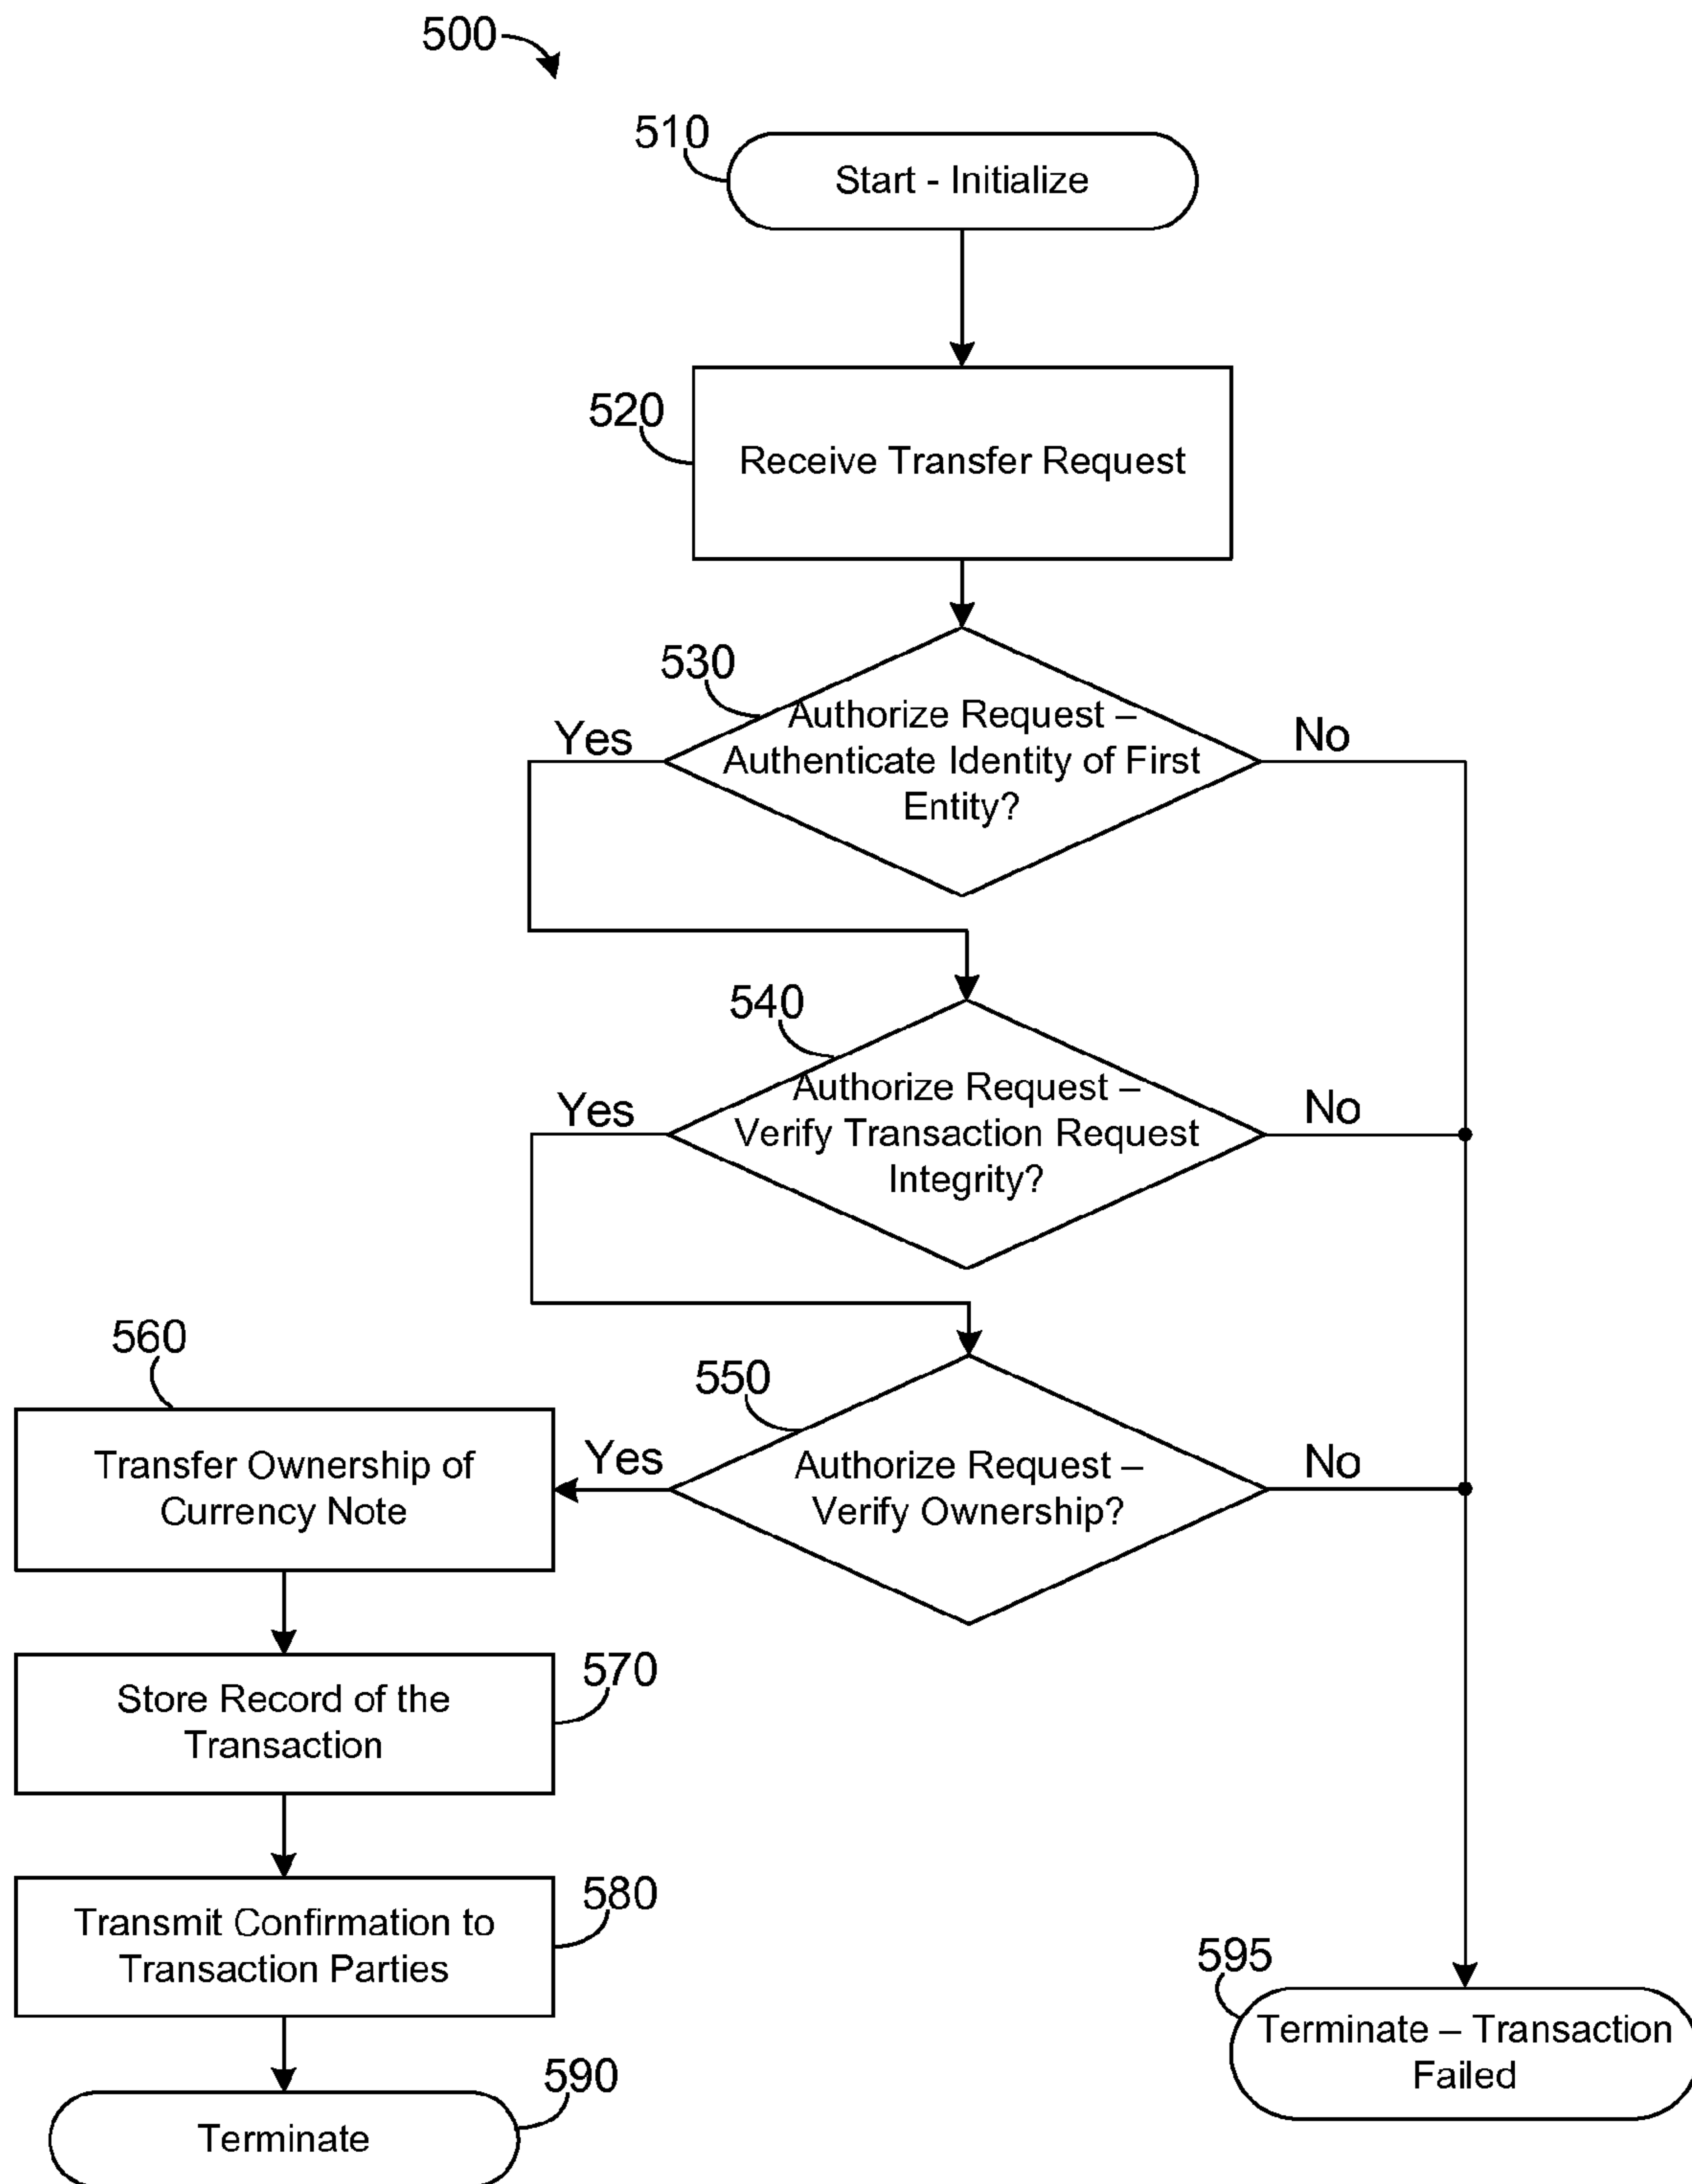 500
510
Start - Initialize
520
Receive Transfer Request
530
Authorize Request –
Authenticate Identity of First
Entity?
Yes
No
540
Authorize Request –
Verify Transaction Request
Integrity?
Yes
No
550
Authorize Request –
Verify Ownership?
Yes
No
560
Transfer Ownership of
Currency Note
570
Store Record of the
Transaction
580
Transmit Confirmation to
Transaction Parties
590
Terminate
595
Terminate – Transaction
Failed